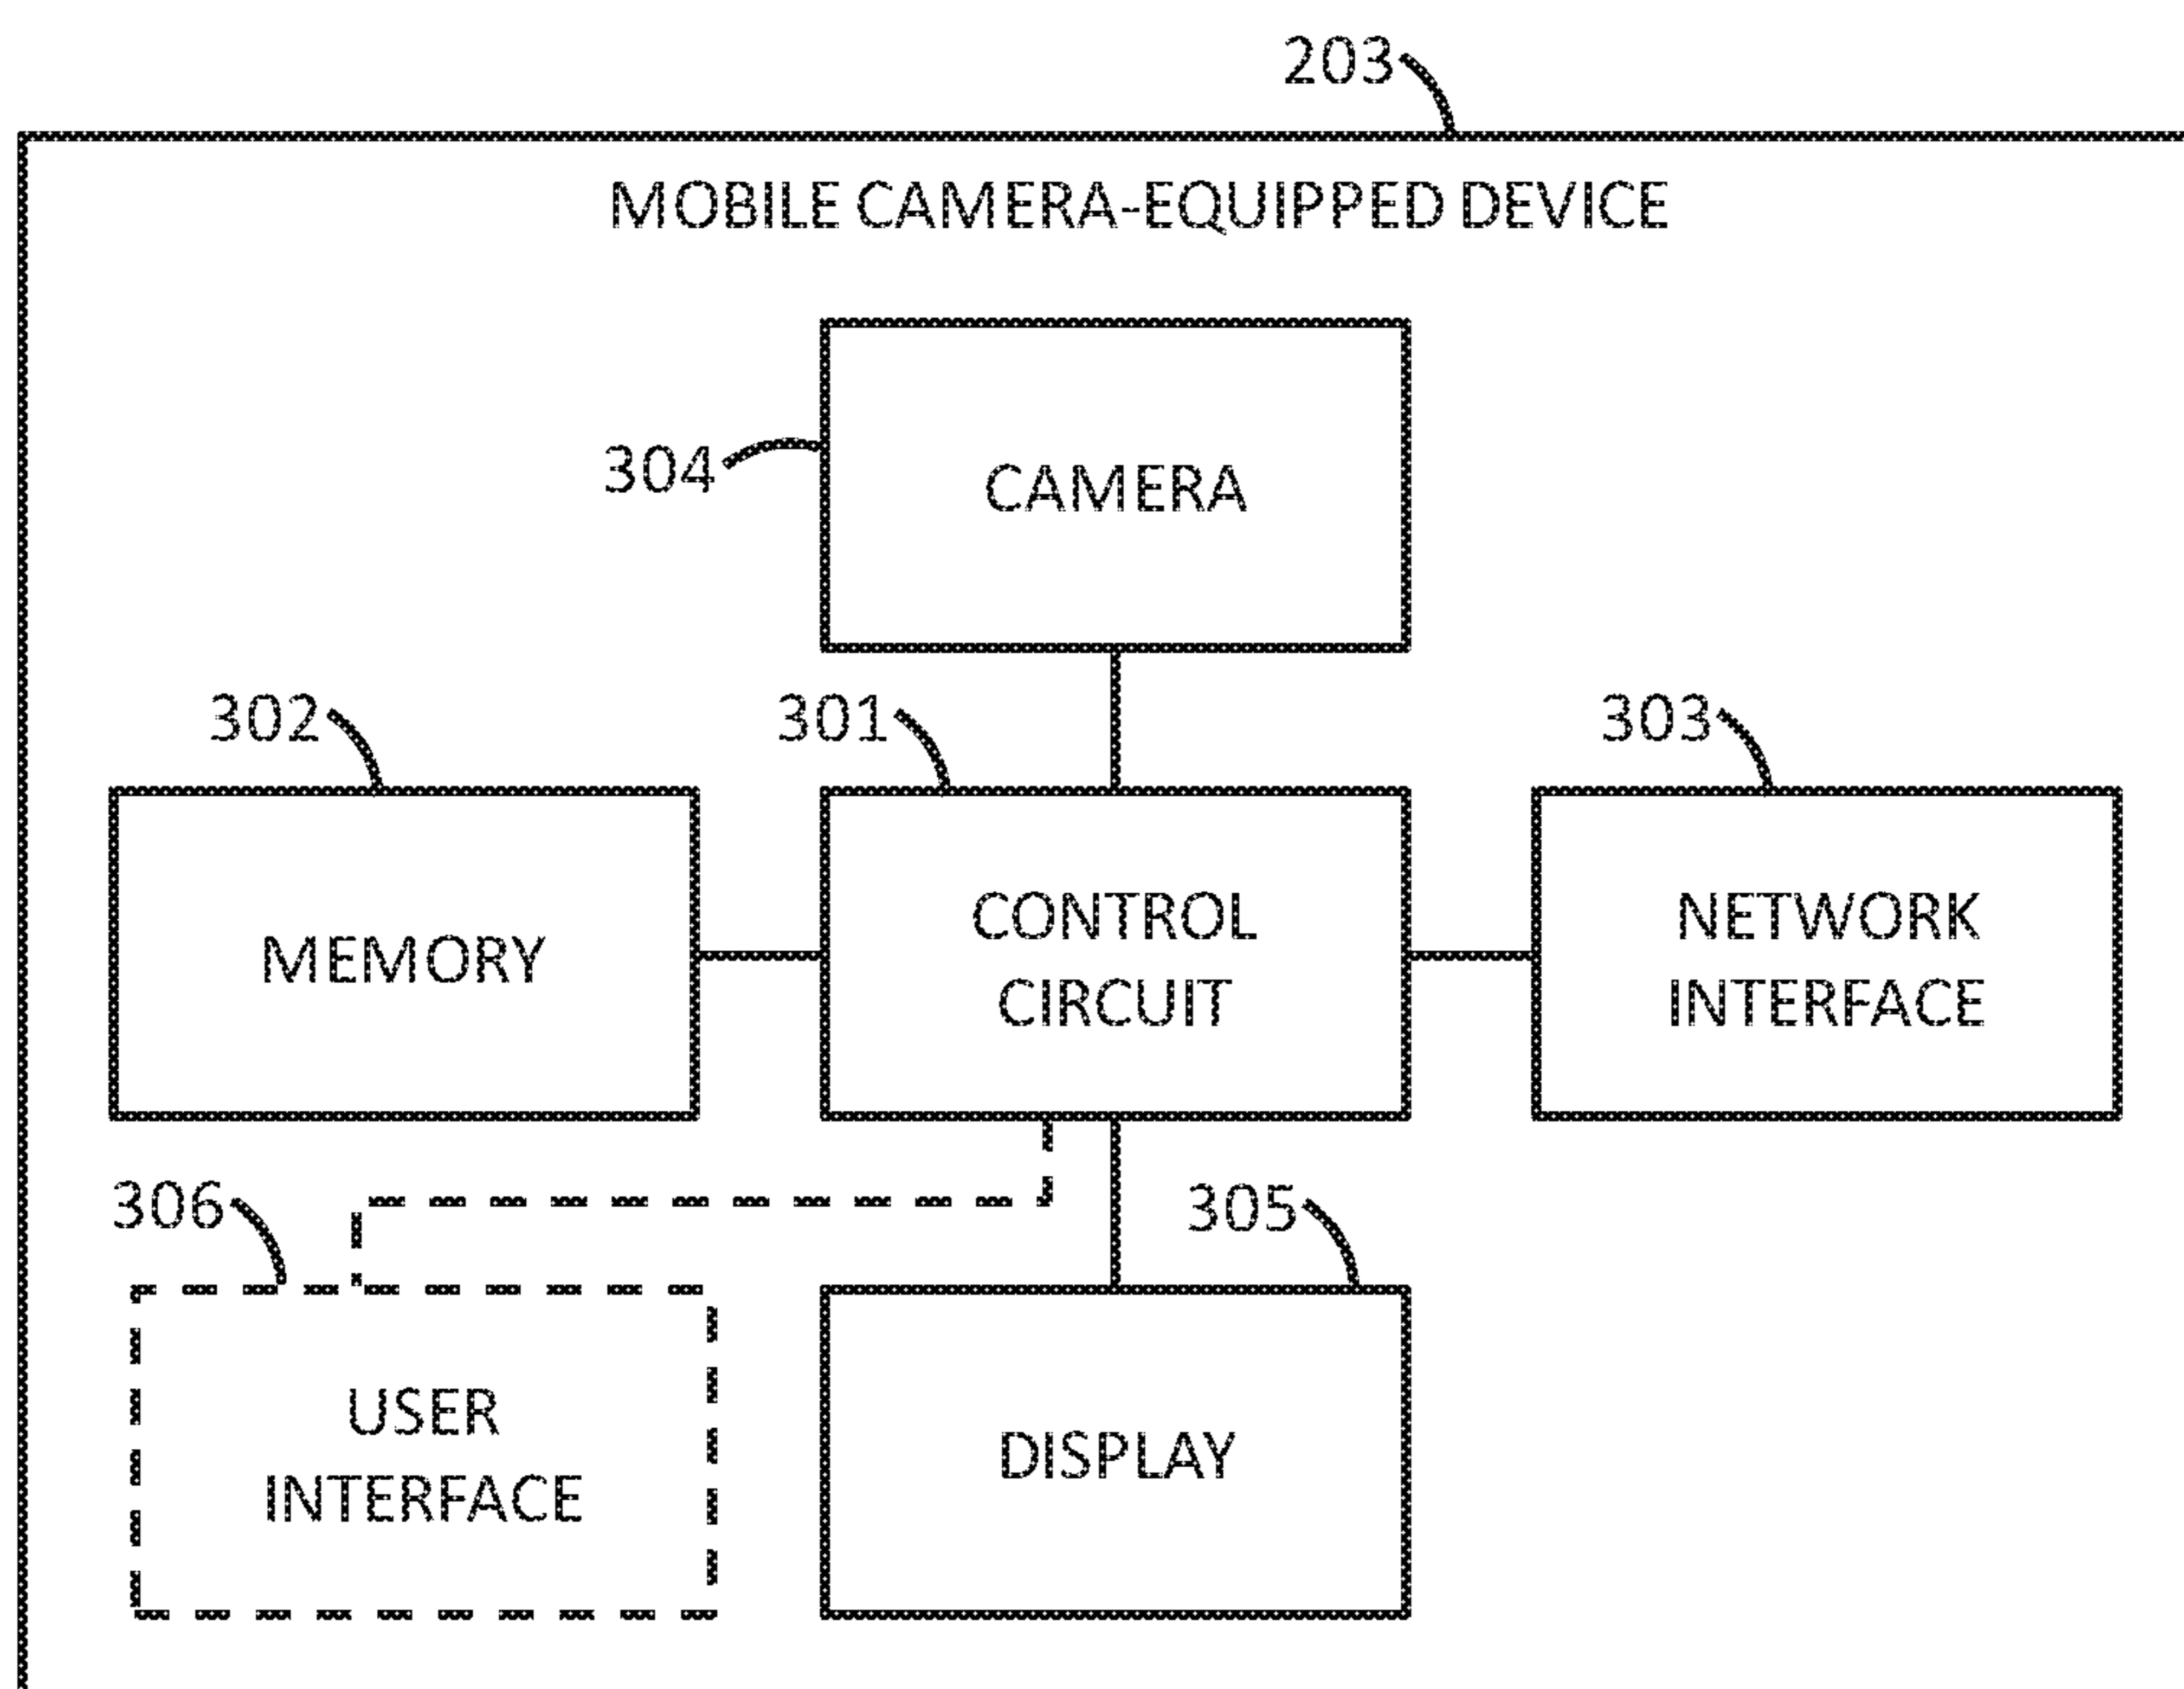 203
MOBILE CAMERA-EQUIPPED DEVICE
304
CAMERA
302
301
303
MEMORY
CONTROL
CIRCUIT
NETWORK
INTERFACE
306
305
USER
INTERFACE
DISPLAY